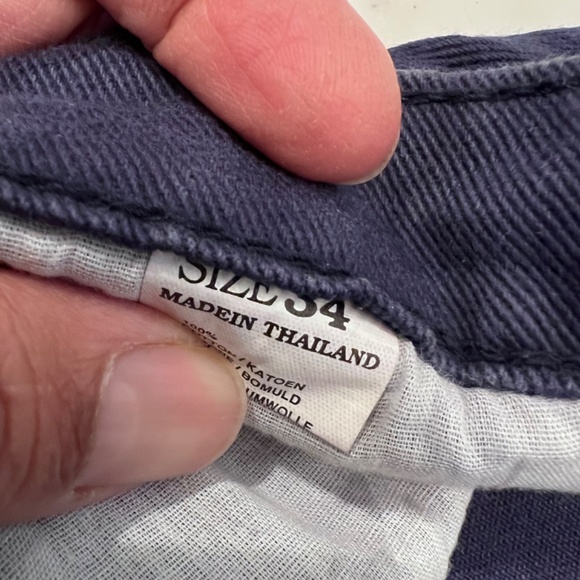 SIZE 34
MADEIN THAILAND
100%
/ KATOEN
/ BOMULD
UMWOLLE